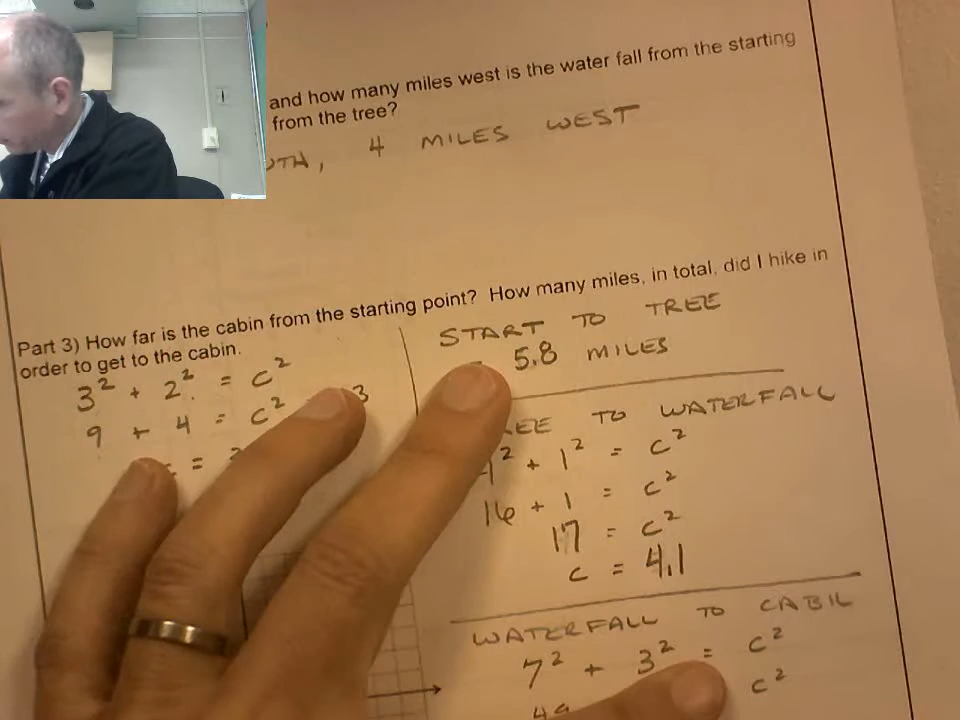 and how many miles west is the water fall from the starting
from the tree?
UTH, 4 MILES WEST
Part 3) How far is the cabin from the starting point? How many miles, in total, did I hike in
order to get to the cabin.
3² + 2² = c²
9 + 4 = c²
START TO TREE
5.8 MILES
REE TO WATERFALL
4² + 1² = c²
16 + 1 = c²
17 = c²
c = 4.1
WATERFALL TO CABIL
7² + 3² = c²
c²